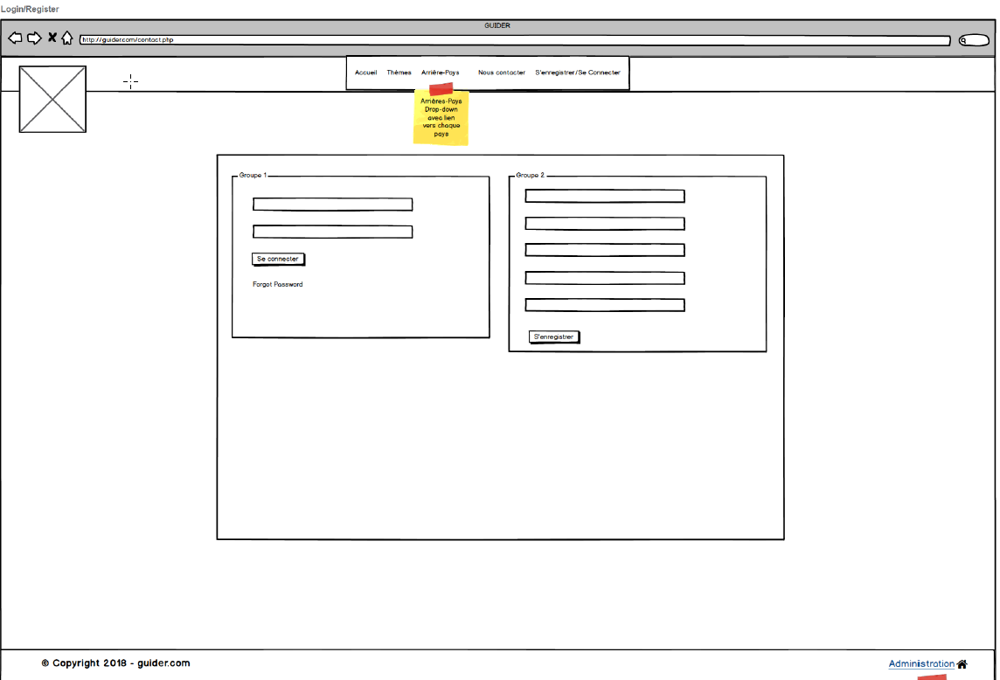 Login/Register
GUIDER
http://guider.com/contact.php
Accueil Thèmes Arrière-Pays Nous contacter S'enregistrer/Se Connecter
Arrières-Pays
Drop-down
avec lien
vers chaque
pays
Groupe 1
Se connecter
Forgot Password
Groupe 2
S'enregistrer
© Copyright 2018 - guider.com
Administration